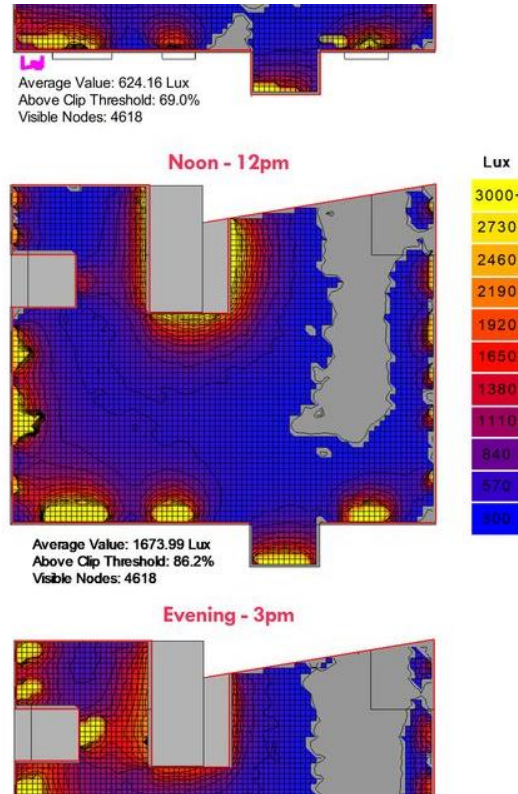 Average Value: 624.16 Lux
Above Clip Threshold: 69.0%
Visible Nodes: 4618
Noon - 12pm
Lux
3000+
2730
2460
2190
1920
1650
1380
1110
840
570
300
Average Value: 1673.99 Lux
Above Clip Threshold: 86.2%
Visible Nodes: 4618
Evening - 3pm